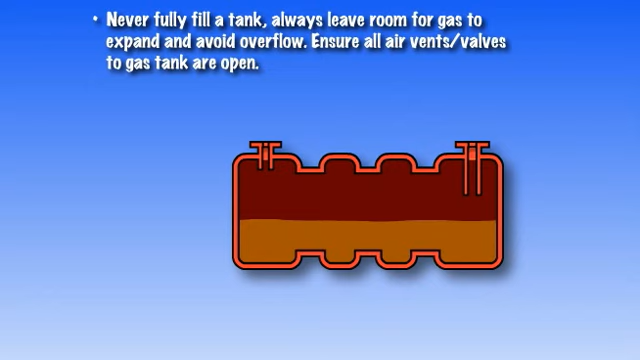 • Never fully fill a tank, always leave room for gas to
expand and avoid overflow. Ensure all air vents/valves
to gas tank are open.